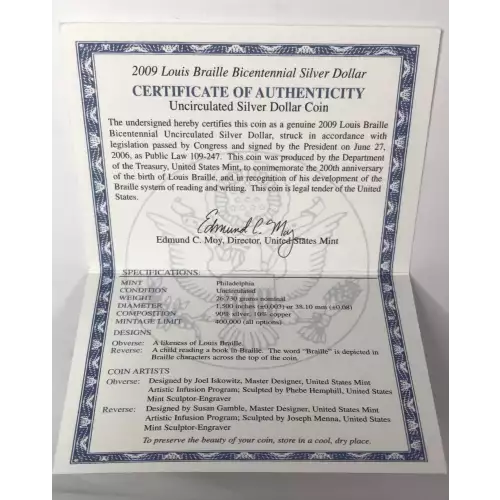 2009 Louis Braille Bicentennial Silver Dollar
CERTIFICATE OF AUTHENTICITY
Uncirculated Silver Dollar Coin
The undersigned hereby certifies this coin as a genuine 2009 Louis Braille
Bicentennial Uncirculated Silver Dollar, struck in accordance with
legislation passed by Congress and signed by the President on June 27,
2006, as Public Law 109-247. This coin was produced by the Department
of the Treasury, United States Mint, to commemorate the 200th anniversary
of the birth of Louis Braille, and in recognition of his development of the
Braille system of reading and writing. This coin is legal tender of the United
States.
Edmund C. Moy
Edmund C. Moy, Director, United States Mint
SPECIFICATIONS:
MINT Philadelphia
CONDITION Uncirculated
WEIGHT 26.730 grams nominal
DIAMETER 1.500 inches (±0.003) or 38.10 mm (±0.08)
COMPOSITION 90% silver, 10% copper
MINTAGE LIMIT 400,000 (all options)
DESIGNS
Obverse: A likeness of Louis Braille.
Reverse: A child reading a book in Braille. The word "Braille" is depicted in
Braille characters across the top of the coin.
COIN ARTISTS
Obverse: Designed by Joel Iskowitz, Master Designer, United States Mint
Artistic Infusion Program; Sculpted by Phebe Hemphill, United States
Mint Sculptor-Engraver
Reverse: Designed by Susan Gamble, Master Designer, United States Mint
Artistic Infusion Program; Sculpted by Joseph Menna, United States
Mint Sculptor-Engraver
To preserve the beauty of your coin, store in a cool, dry place.